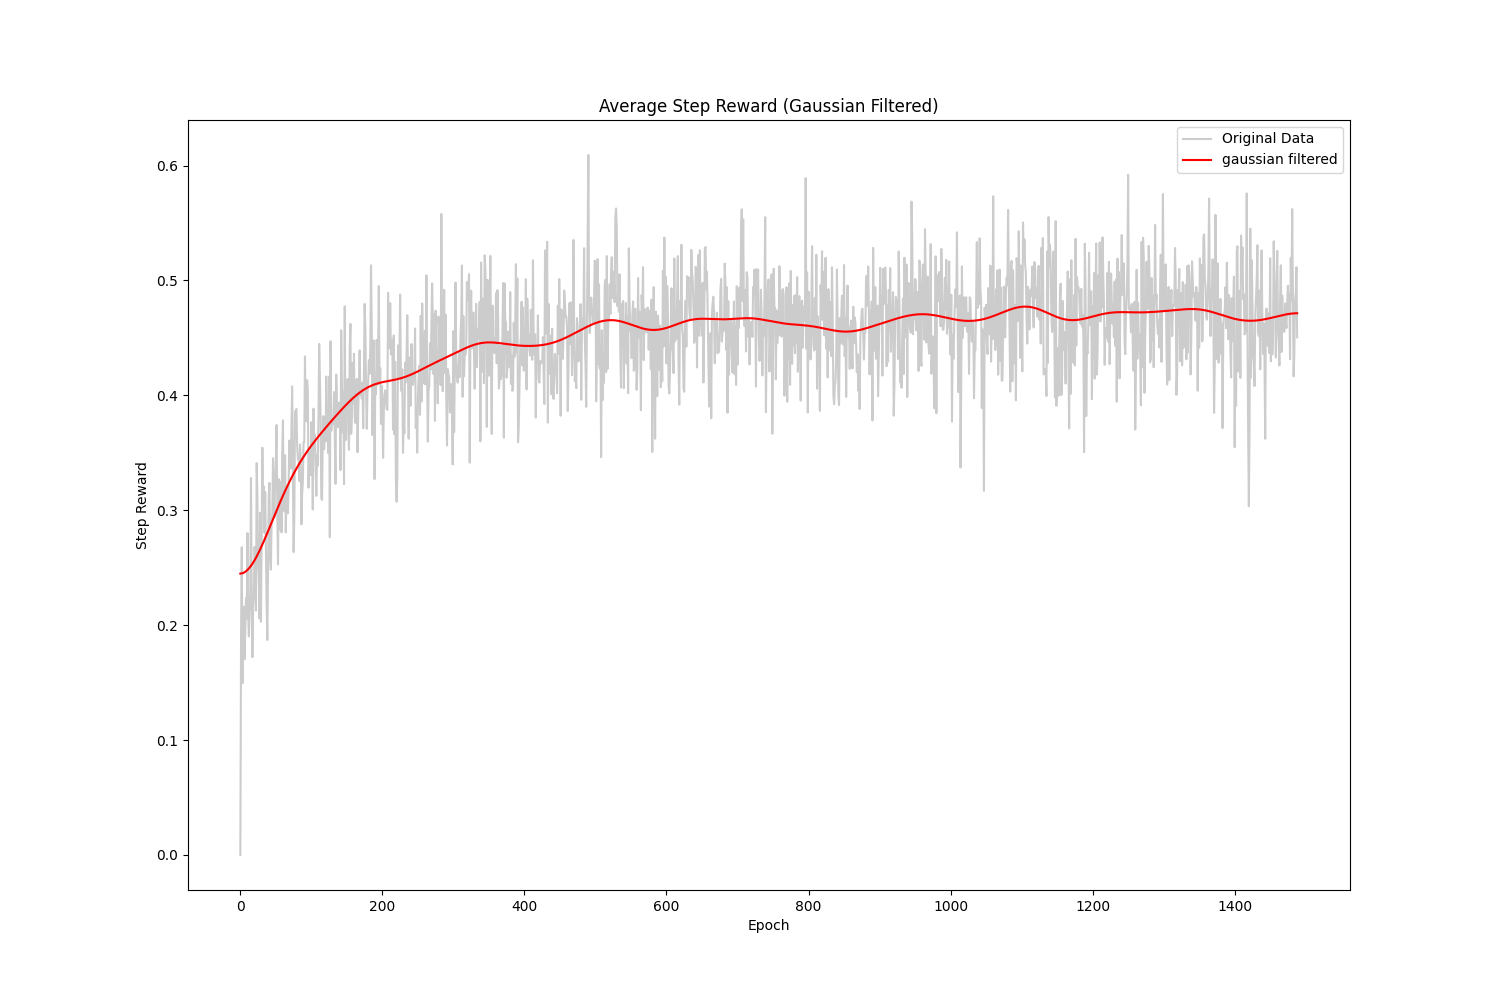 Average Step Reward (Gaussian Filtered)
Original Data
gaussian filtered
0.6
0.5
0.4
0.3
0.2
0.1
0.0
Step Reward
0 200 400 600 800 1000 1200 1400
Epoch